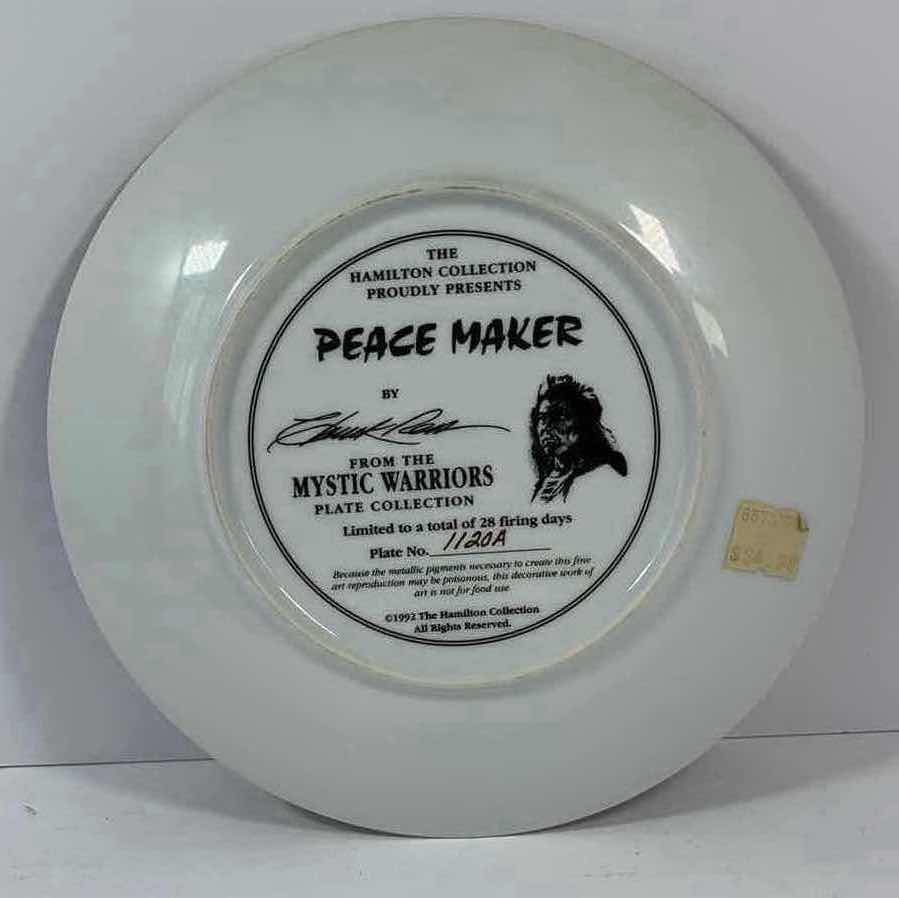 THE
HAMILTON COLLECTION
PROUDLY PRESENTS
PEACE MAKER
BY
Chuck Ren
FROM THE
MYSTIC WARRIORS
PLATE COLLECTION
Limited to a total of 28 firing days
Plate No. 1120A
Because the metallic pigments necessary to create this fine
art reproduction may be poisonous, this decorative work of
art is not for food use
©1992 The Hamilton Collection
All Rights Reserved.